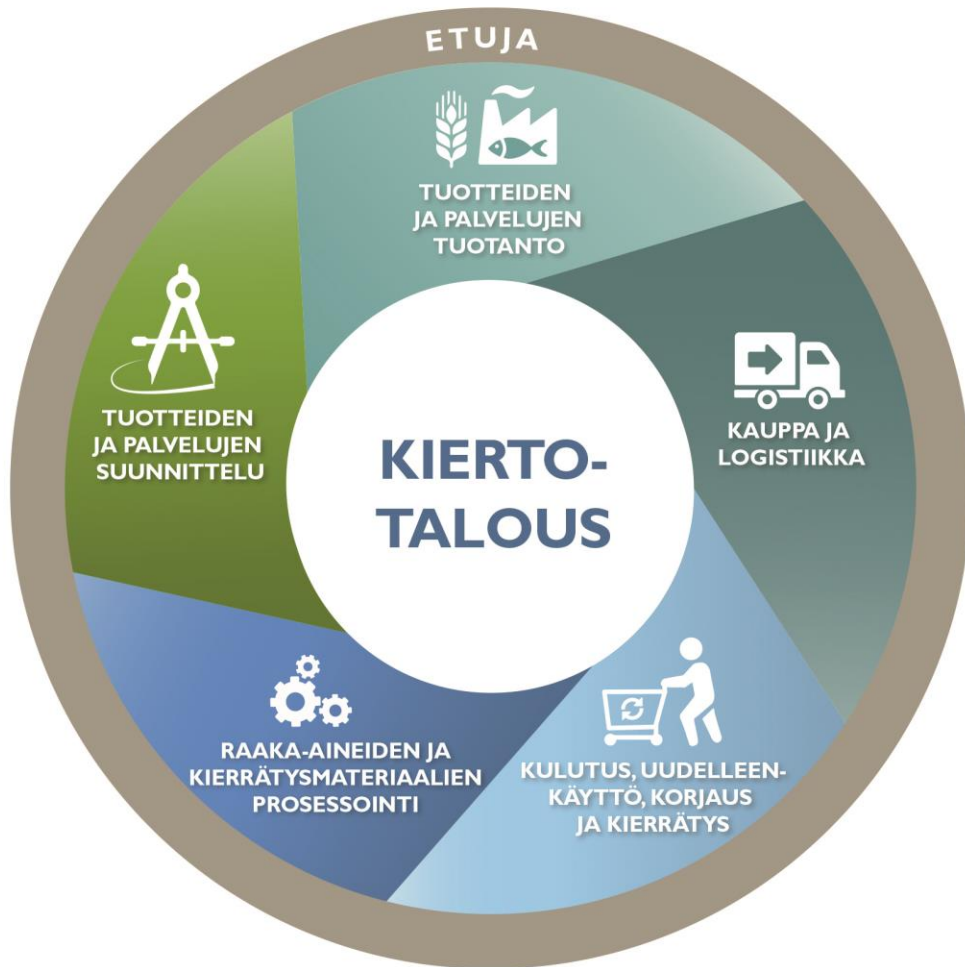 ETUJA
TUOTTEIDEN
JA PALVELUJEN
TUOTANTO
KAUPPA JA
LOGISTIIKKA
KULUTUS, UUDELLEEN-
KÄYTTÖ, KORJAUS
JA KIERRÄTYS
RAAKA-AINEIDEN JA
KIERRÄTYSMATERIAALIEN
PROSESSOINTI
TUOTTEIDEN
JA PALVELUJEN
SUUNNITTELU
KIERTO-
TALOUS